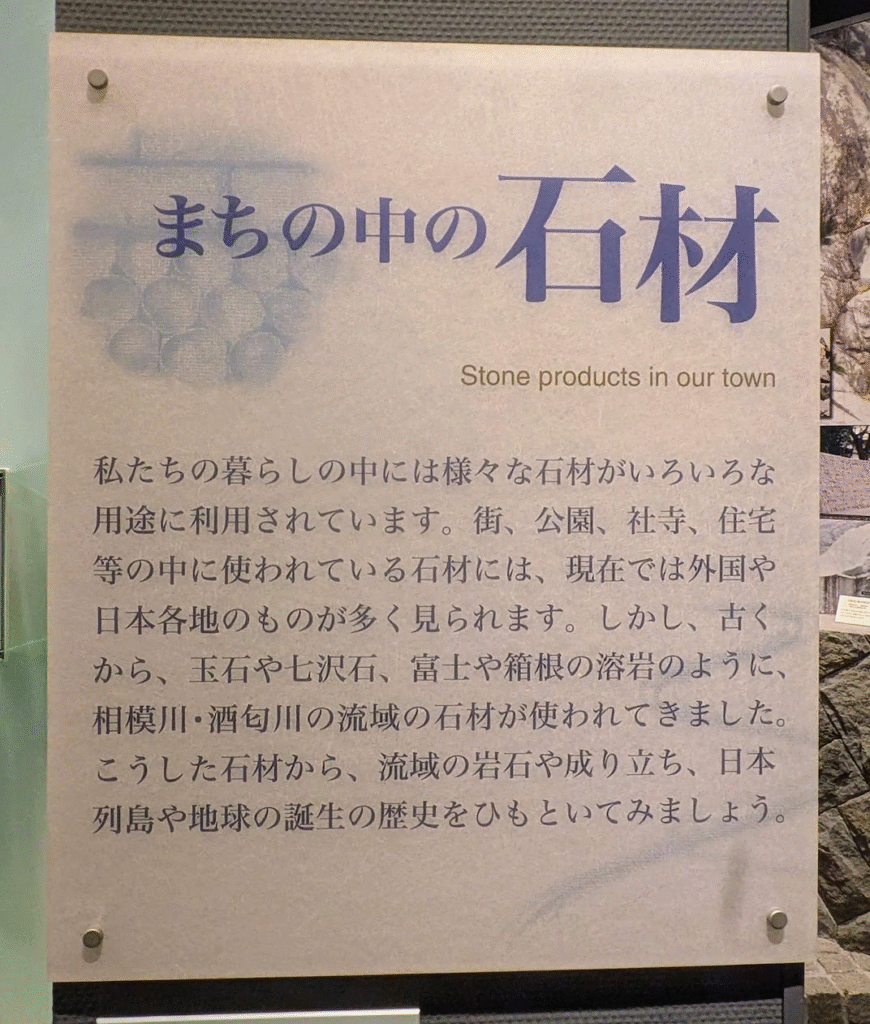 まちの中の石材
Stone products in our town
私たちの暮らしの中には様々な石材がいろいろな
用途に利用されています。街、公園、社寺、住宅
等の中に使われている石材には、現在では外国や
日本各地のものが多く見られます。しかし、古く
から、玉石や七沢石、富士や箱根の溶岩のように、
相模川･酒匂川の流域の石材が使われてきました。
こうした石材から、流域の岩石や成り立ち、日本
列島や地球の誕生の歴史をひもといてみましょう。